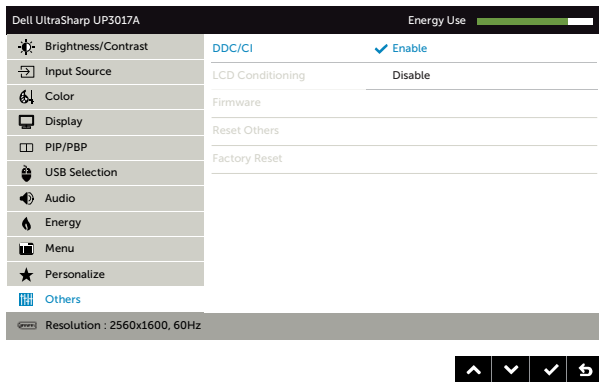 Dell UltraSharp UP3017A Energy Use
Brightness/Contrast DDC/CI Enable
Input Source LCD Conditioning Disable
Color Firmware
Display Reset Others
PIP/PBP Factory Reset
USB Selection
Audio
Energy
Menu
Personalize
Others
Resolution : 2560x1600, 60Hz